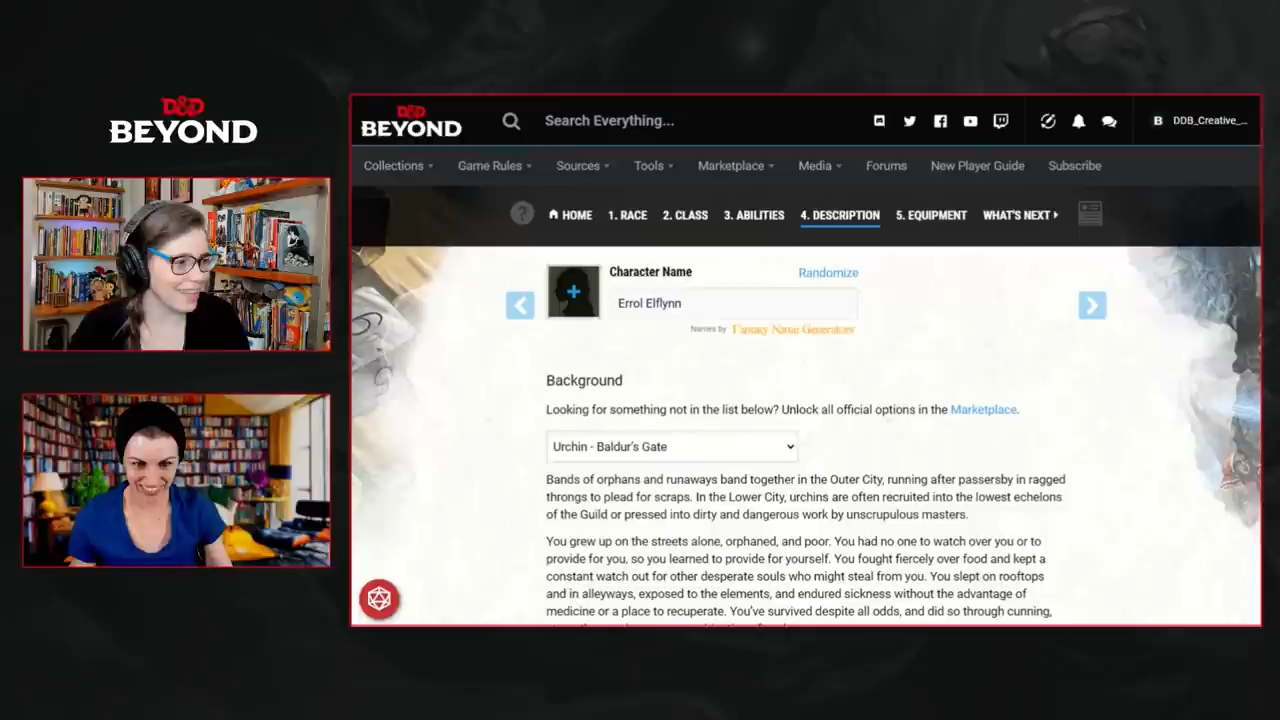 D&D
BEYOND
D&D
BEYOND
Search Everything...
B DDB_Creative_...
Collections
Game Rules
Sources
Tools
Marketplace
Media
Forums
New Player Guide
Subscribe
?
HOME
1. RACE
2. CLASS
3. ABILITIES
4. DESCRIPTION
5. EQUIPMENT
WHAT'S NEXT
Character Name
Randomize
Errol Elflynn
Names by Fantasy Name Generators
Background
Looking for something not in the list below? Unlock all official options in the Marketplace.
Urchin - Baldur's Gate
Bands of orphans and runaways band together in the Outer City, running after passersby in ragged
throngs to plead for scraps. In the Lower City, urchins are often recruited into the lowest echelons
of the Guild or pressed into dirty and dangerous work by unscrupulous masters.
You grew up on the streets alone, orphaned, and poor. You had no one to watch over you or to
provide for you, so you learned to provide for yourself. You fought fiercely over food and kept a
constant watch out for other desperate souls who might steal from you. You slept on rooftops
and in alleyways, exposed to the elements, and endured sickness without the advantage of
medicine or a place to recuperate. You've survived despite all odds, and did so through cunning,